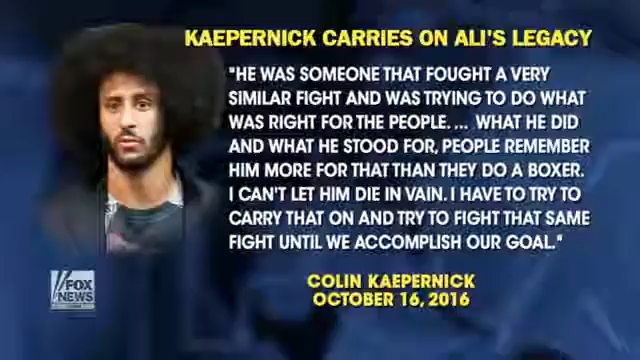 KAEPERNICK CARRIES ON ALI'S LEGACY
"HE WAS SOMEONE THAT FOUGHT A VERY
SIMILAR FIGHT AND WAS TRYING TO DO WHAT
WAS RIGHT FOR THE PEOPLE. ... WHAT HE DID
AND WHAT HE STOOD FOR, PEOPLE REMEMBER
HIM MORE FOR THAT THAN THEY DO A BOXER.
I CAN'T LET HIM DIE IN VAIN. I HAVE TO TRY TO
CARRY THAT ON AND TRY TO FIGHT THAT SAME
FIGHT UNTIL WE ACCOMPLISH OUR GOAL."
COLIN KAEPERNICK
OCTOBER 16, 2016
FOX
NEWS